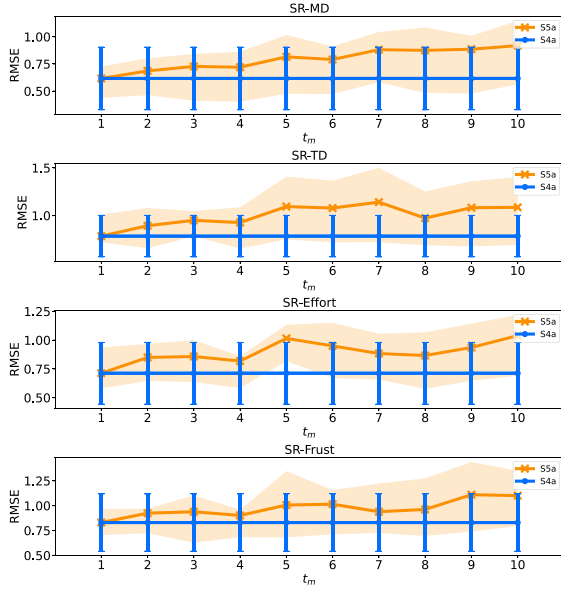 SR-MD
RMSE
1.00
0.75
0.50
S5a
S4a
1 2 3 4 5 6 7 8 9 10
t_m
SR-TD
RMSE
1.5
1.0
S5a
S4a
1 2 3 4 5 6 7 8 9 10
t_m
SR-Effort
RMSE
1.25
1.00
0.75
0.50
S5a
S4a
1 2 3 4 5 6 7 8 9 10
t_m
SR-Frust
RMSE
1.25
1.00
0.75
0.50
S5a
S4a
1 2 3 4 5 6 7 8 9 10
t_m